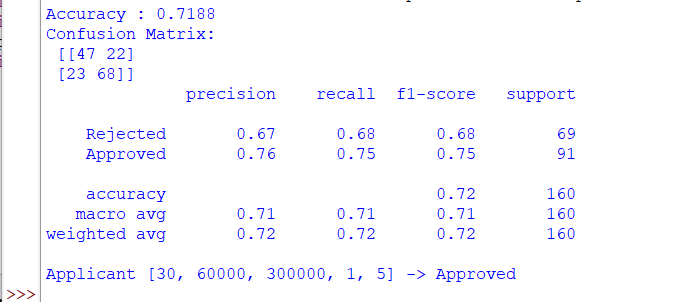 Accuracy : 0.7188
Confusion Matrix:
[[47 22]
[23 68]]
precision recall f1-score support
Rejected 0.67 0.68 0.68 69
Approved 0.76 0.75 0.75 91
accuracy 0.72 160
macro avg 0.71 0.71 0.71 160
weighted avg 0.72 0.72 0.72 160
Applicant [30, 60000, 300000, 1, 5] -> Approved
>>>